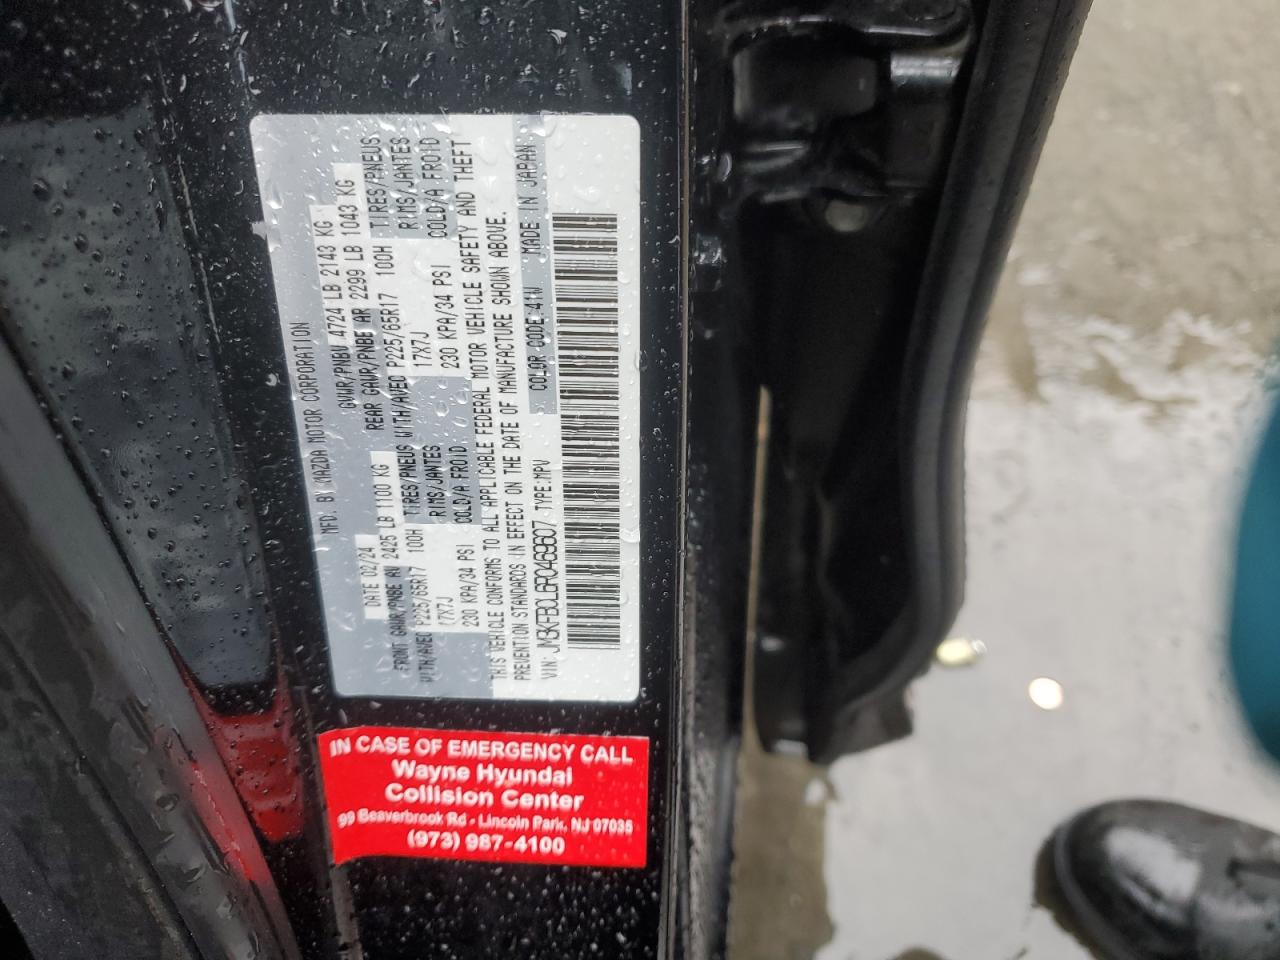 MFD. BY MAZDA MOTOR CORPORATION
DATE 02/24 GVWR/PNBV 4724 LB 2143 KG
FRONT GAWR/PNBE AV 2425 LB 1100 KG REAR GAWR/PNBE AR 2299 LB 1043 KG
WITH/AVEC P225/65R17 100H TIRES/PNEUS WITH/AVEC P225/65R17 100H TIRES/PNEUS
17X7J RIMS/JANTES 17X7J RIMS/JANTES
230 KPA/34 PSI COLD/A FROID 230 KPA/34 PSI COLD/A FROID
THIS VEHICLE CONFORMS TO ALL APPLICABLE FEDERAL MOTOR VEHICLE SAFETY AND THEFT
PREVENTION STANDARDS IN EFFECT ON THE DATE OF MANUFACTURE SHOWN ABOVE.
VIN: JM3KFBCL6R0469607 TYPE:MPV COLOR CODE:41W MADE IN JAPAN
IN CASE OF EMERGENCY CALL
Wayne Hyundai
Collision Center
99 Beaverbrook Rd - Lincoln Park, NJ 07035
(973) 987-4100